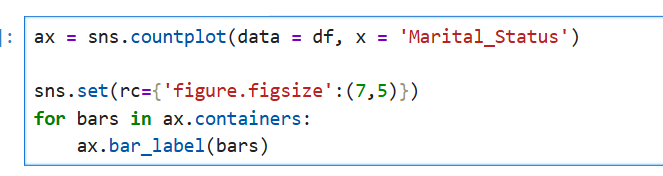 ]:
ax = sns.countplot(data = df, x = 'Marital_Status')
sns.set(rc={'figure.figsize':(7,5)})
for bars in ax.containers:
    ax.bar_label(bars)